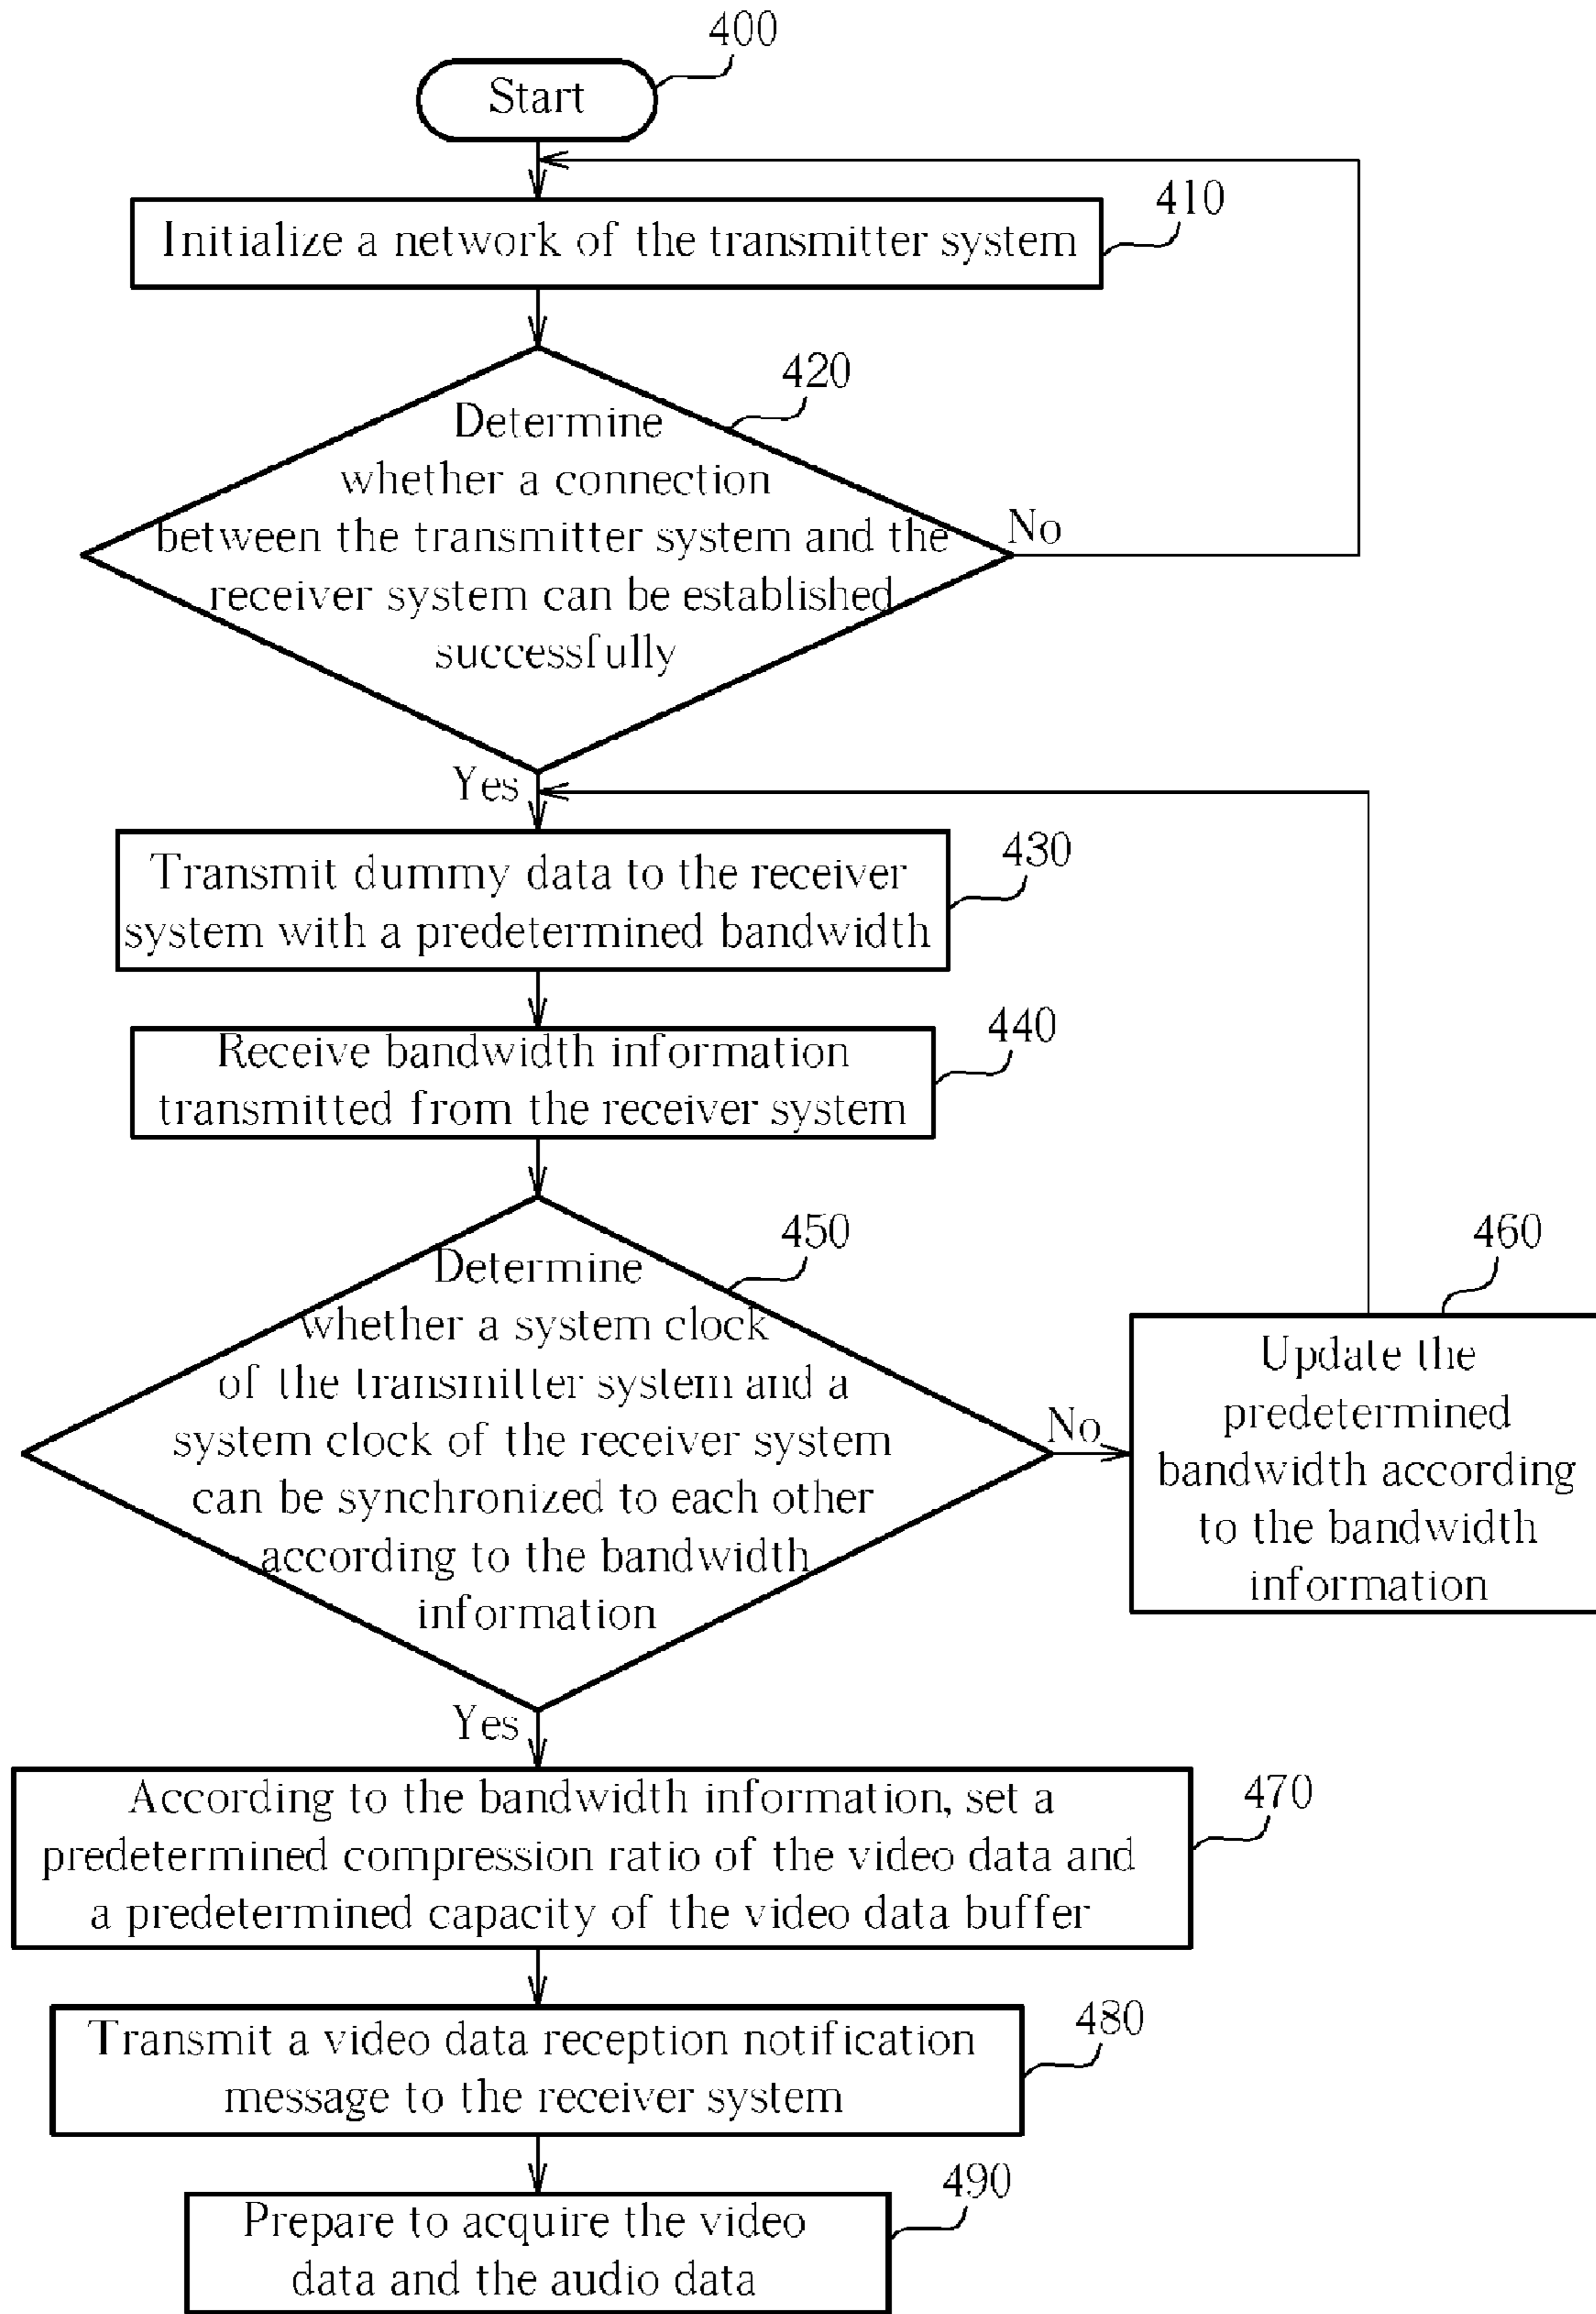 400
Start
410
Initialize a network of the transmitter system
420
Determine
whether a connection
between the transmitter system and the
receiver system can be established
successfully
No
Yes
430
Transmit dummy data to the receiver
system with a predetermined bandwidth
440
Receive bandwidth information
transmitted from the receiver system
450
Determine
whether a system clock
of the transmitter system and a
system clock of the receiver system
can be synchronized to each other
according to the bandwidth
information
No
460
Update the
predetermined
bandwidth according
to the bandwidth
information
Yes
470
According to the bandwidth information, set a
predetermined compression ratio of the video data and
a predetermined capacity of the video data buffer
480
Transmit a video data reception notification
message to the receiver system
490
Prepare to acquire the video
data and the audio data